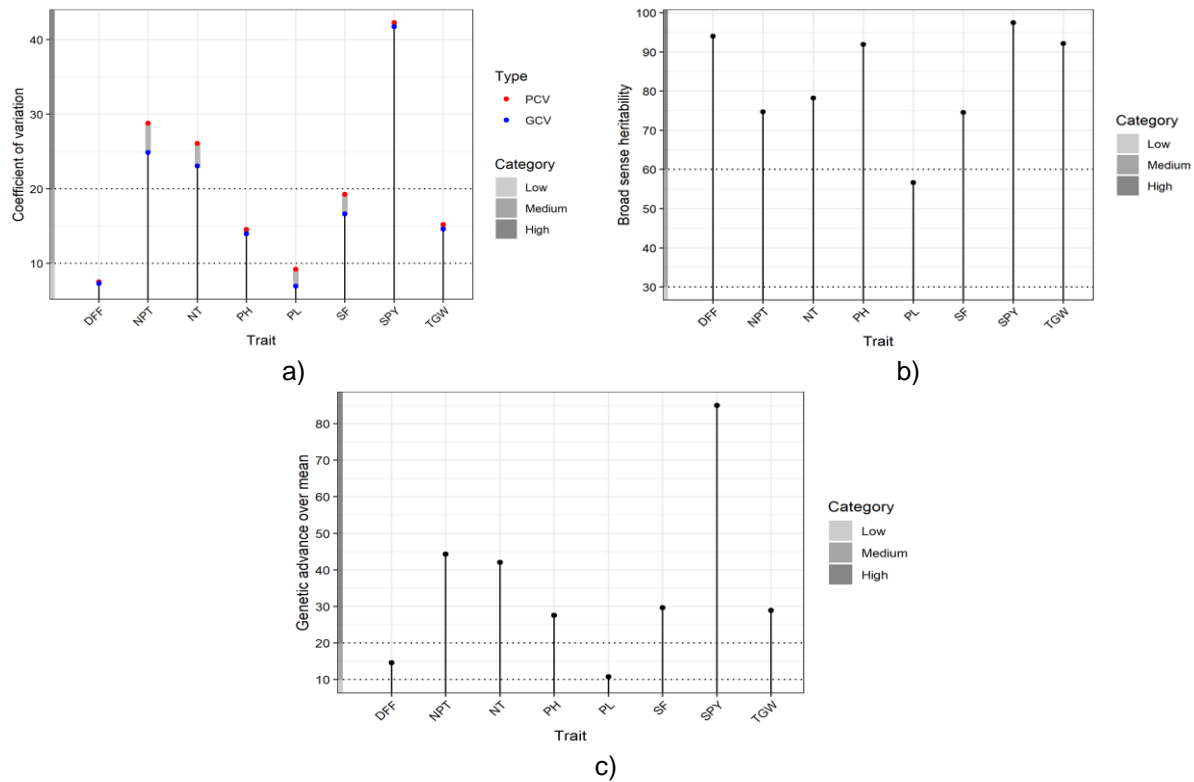 40
30
20
10
Coefficient of variation
DFF
NPT
NT
PH
PL
SF
SPY
TGW
Trait
Type
PCV
GCV
Category
Low
Medium
High
a)
100
90
80
70
60
50
40
30
Broad sense heritability
DFF
NPT
NT
PH
PL
SF
SPY
TGW
Trait
Category
Low
Medium
High
b)
80
70
60
50
40
30
20
10
Genetic advance over mean
DFF
NPT
NT
PH
PL
SF
SPY
TGW
Trait
Category
Low
Medium
High
c)